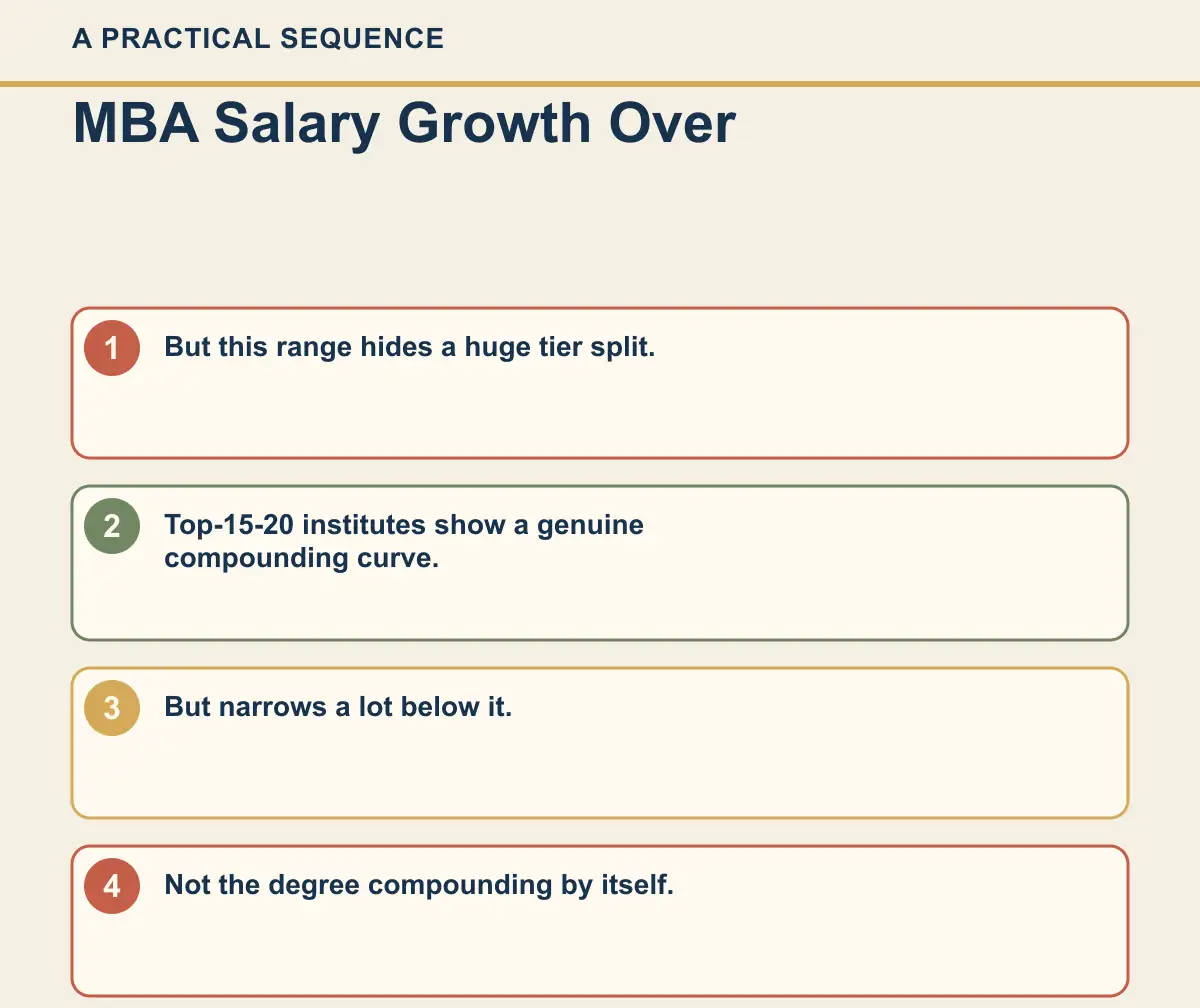 A PRACTICAL SEQUENCE
MBA Salary Growth Over
1
But this range hides a huge tier split.
2
Top-15-20 institutes show a genuine
compounding curve.
3
But narrows a lot below it.
4
Not the degree compounding by itself.